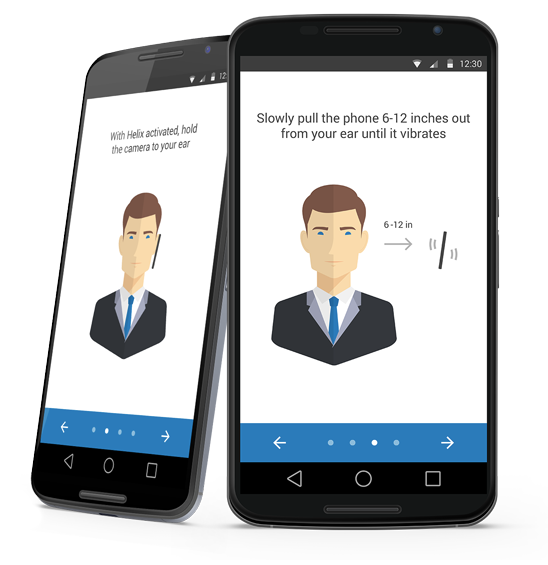 12:
With Helix activated, hold
the camera to your ear
12:30
Slowly pull the phone 6-12 inches out
from your ear until it vibrates
6 -12 in